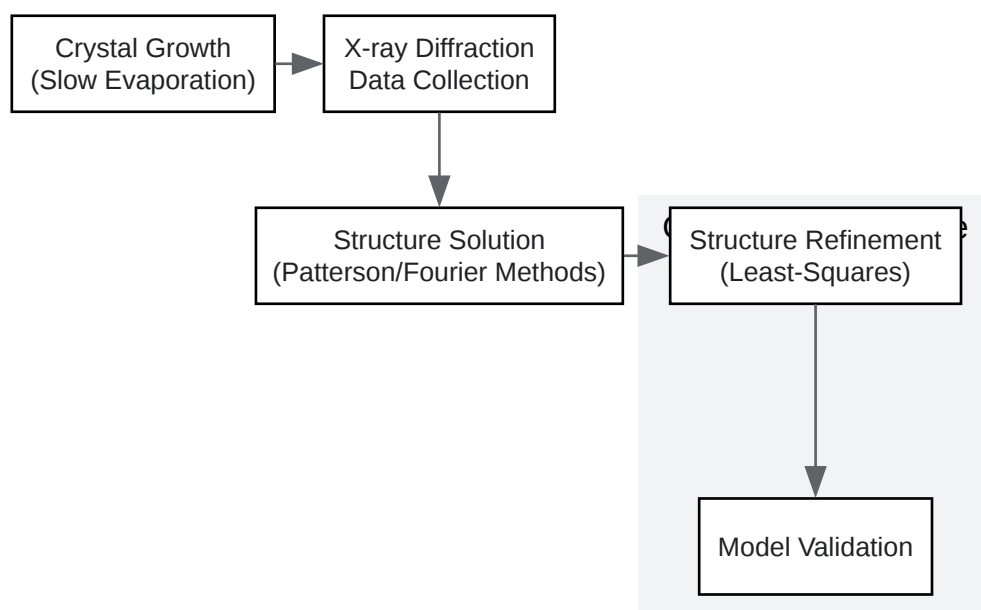 Crystal Growth
(Slow Evaporation)
X-ray Diffraction
Data Collection
Structure Solution
(Patterson/Fourier Methods)
Structure Refinement
(Least-Squares)
Model Validation